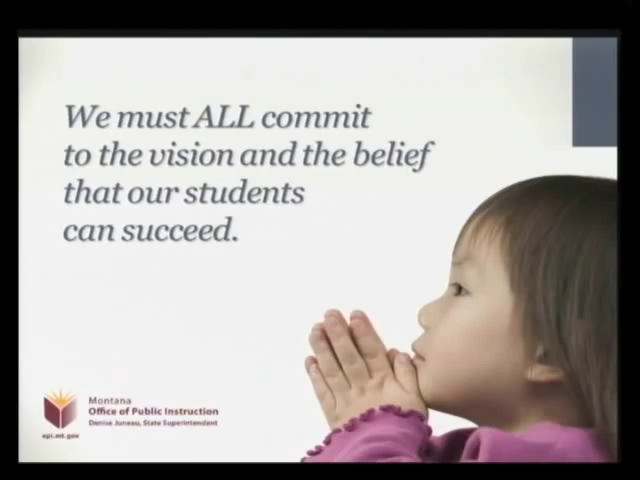 We must ALL commit
to the vision and the belief
that our students
can succeed.
Montana
Office of Public Instruction
Denise Juneau, State Superintendent
opi.mt.gov